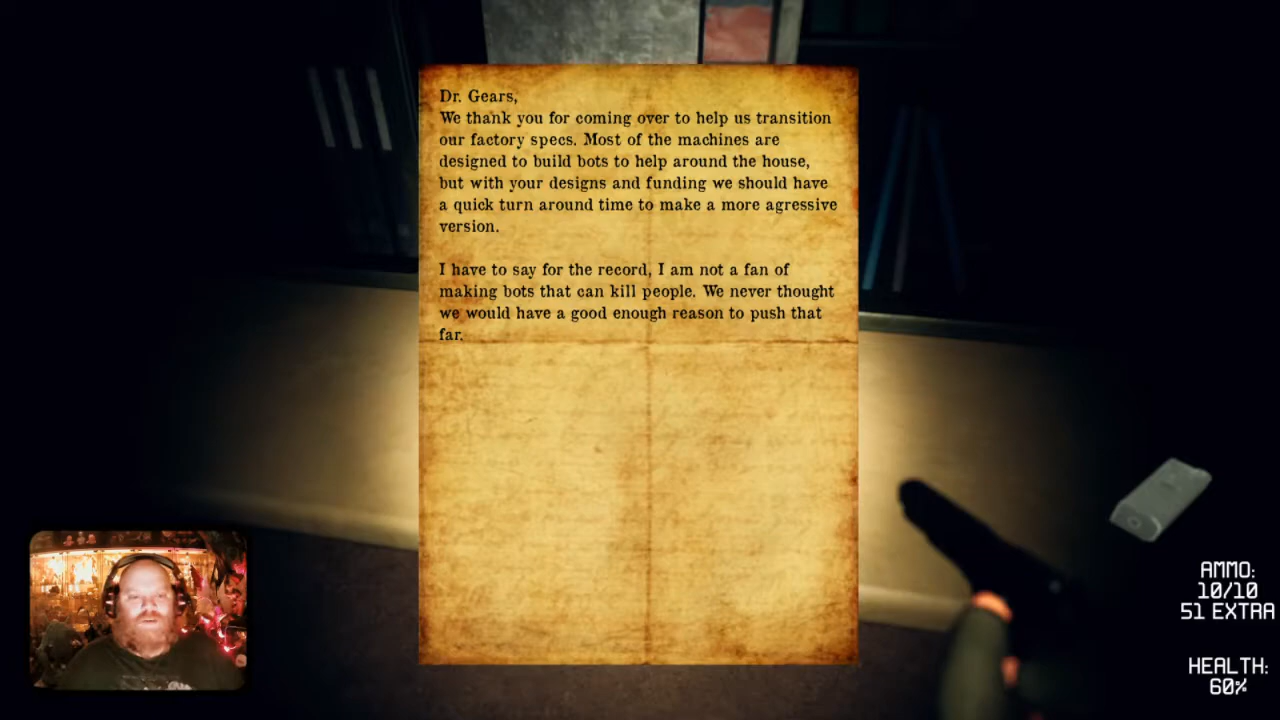 Dr. Gears,
We thank you for coming over to help us transition
our factory specs. Most of the machines are
designed to build bots to help around the house,
but with your designs and funding we should have
a quick turn around time to make a more agressive
version.
I have to say for the record, I am not a fan of
making bots that can kill people. We never thought
we would have a good enough reason to push that
far.
AMMO:
10/10
51 EXTRA
HEALTH:
60%